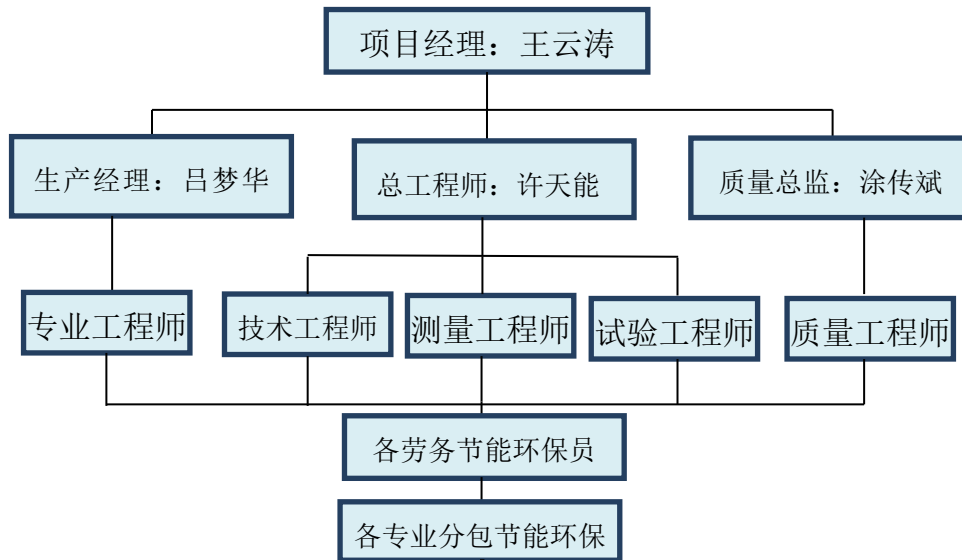 项目经理：王云涛
生产经理：吕梦华
总工程师：许天能
质量总监：涂传斌
专业工程师
技术工程师
测量工程师
试验工程师
质量工程师
各劳务节能环保员
各专业分包节能环保